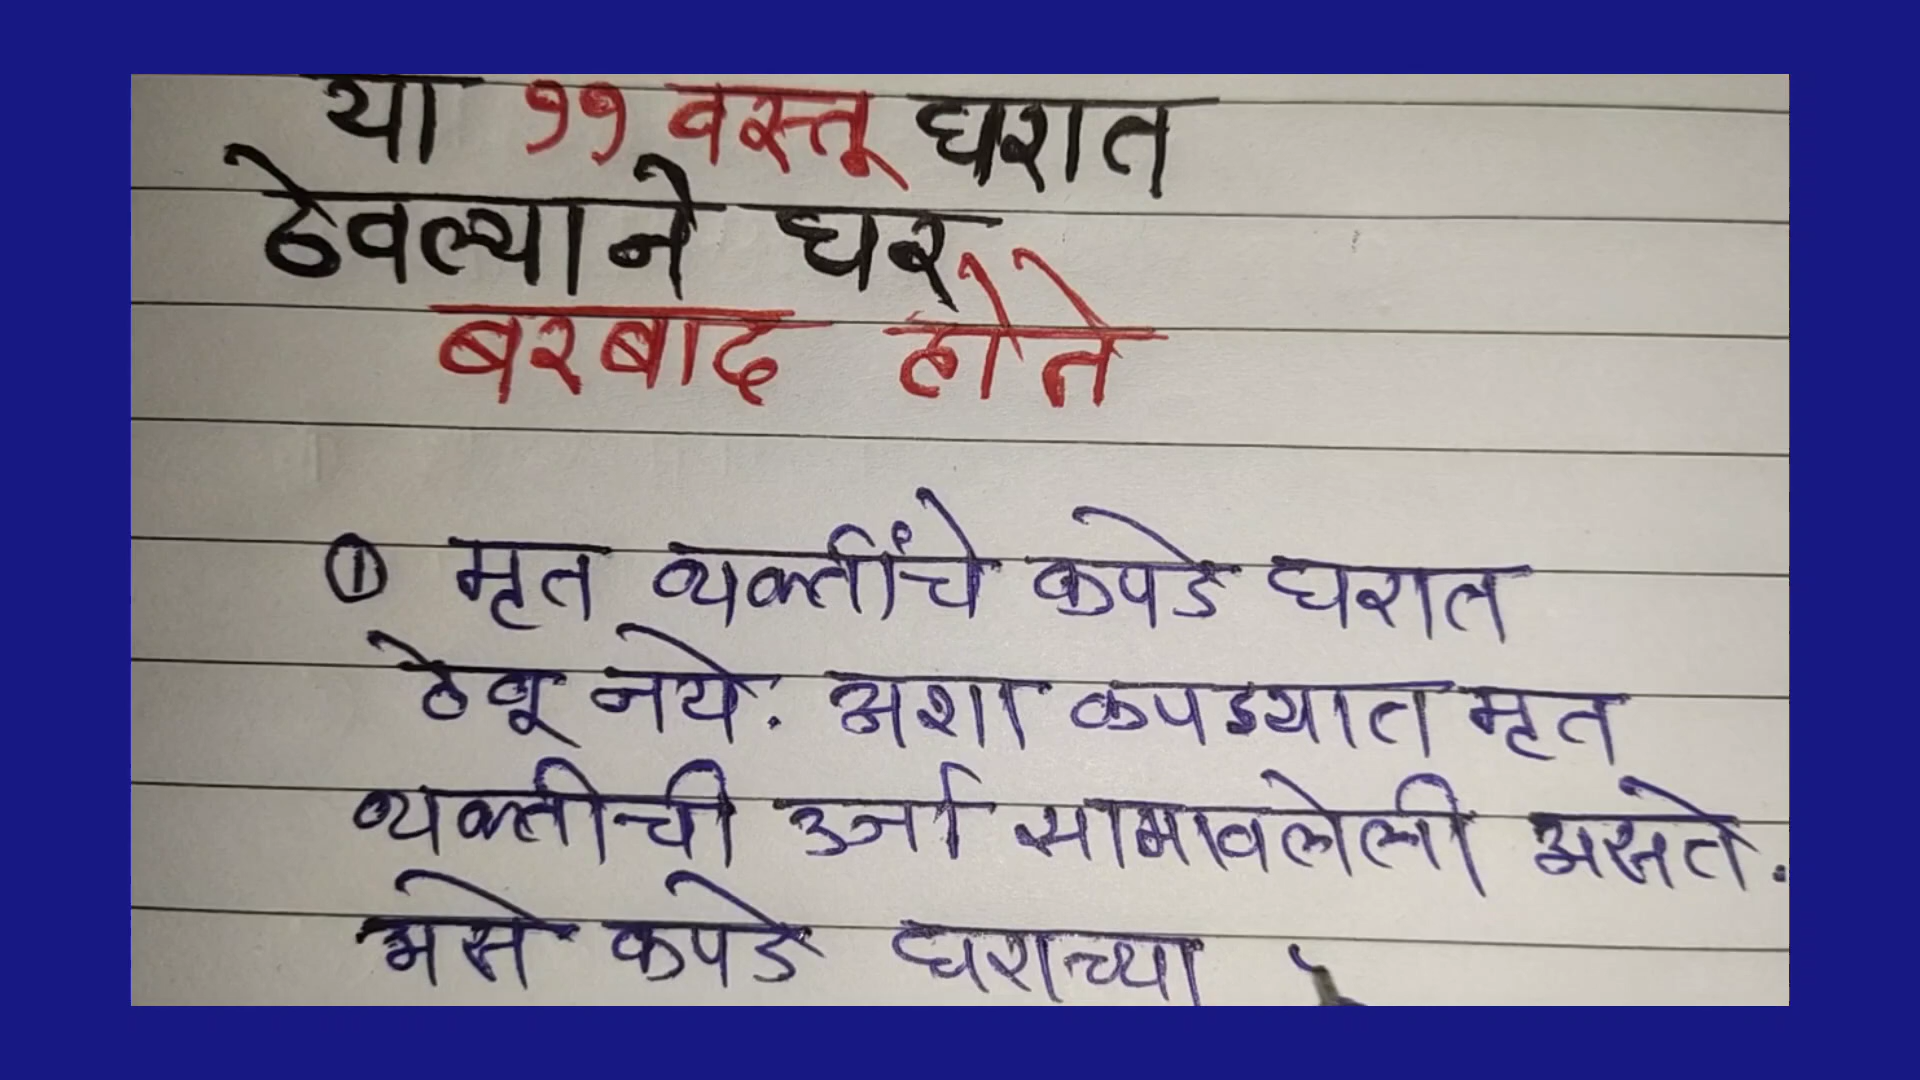 या ११ वस्तू घरात
ठेवल्याने घर
बरबाद होते
① मृत व्यक्तींचे कपडे घरात
ठेवू नये. अशा कपड्यात मृत
व्यक्तीची उर्जा सामावलेली असते.
असे कपडे घराच्या